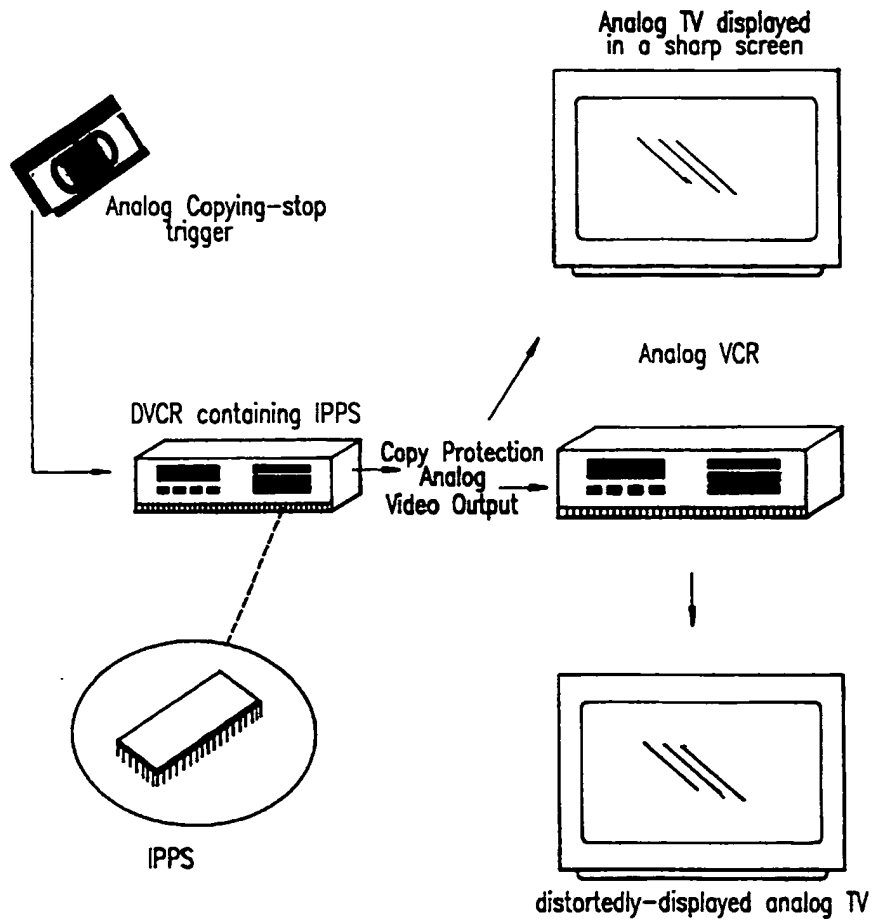 Analog TV displayed
in a sharp screen
Analog Copying-stop
trigger
Analog VCR
DVCR containing IPPS
Copy Protection
Analog
Video Output
IPPS
distortedly-displayed analog TV